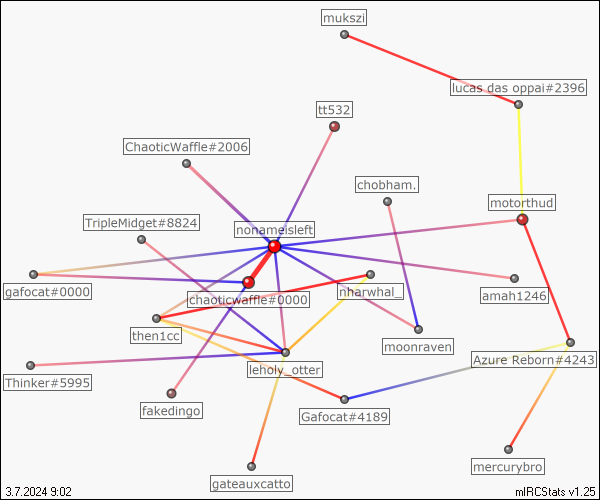 mukszi
lucas das oppai#2396
tt532
ChaoticWaffle#2006
chobham.
motorthud
TripleMidget#8824
nonameisleft
gafocat#0000
chaoticwaffle#0000
nharwhal_
amah1246
then1cc
moonraven
Azure Reborn#4243
leholy_otter
Thinker#5995
fakedingo
Gafocat#4189
mercurybro
gateauxcatto
3.7.2024 9:02
mIRCStats v1.25